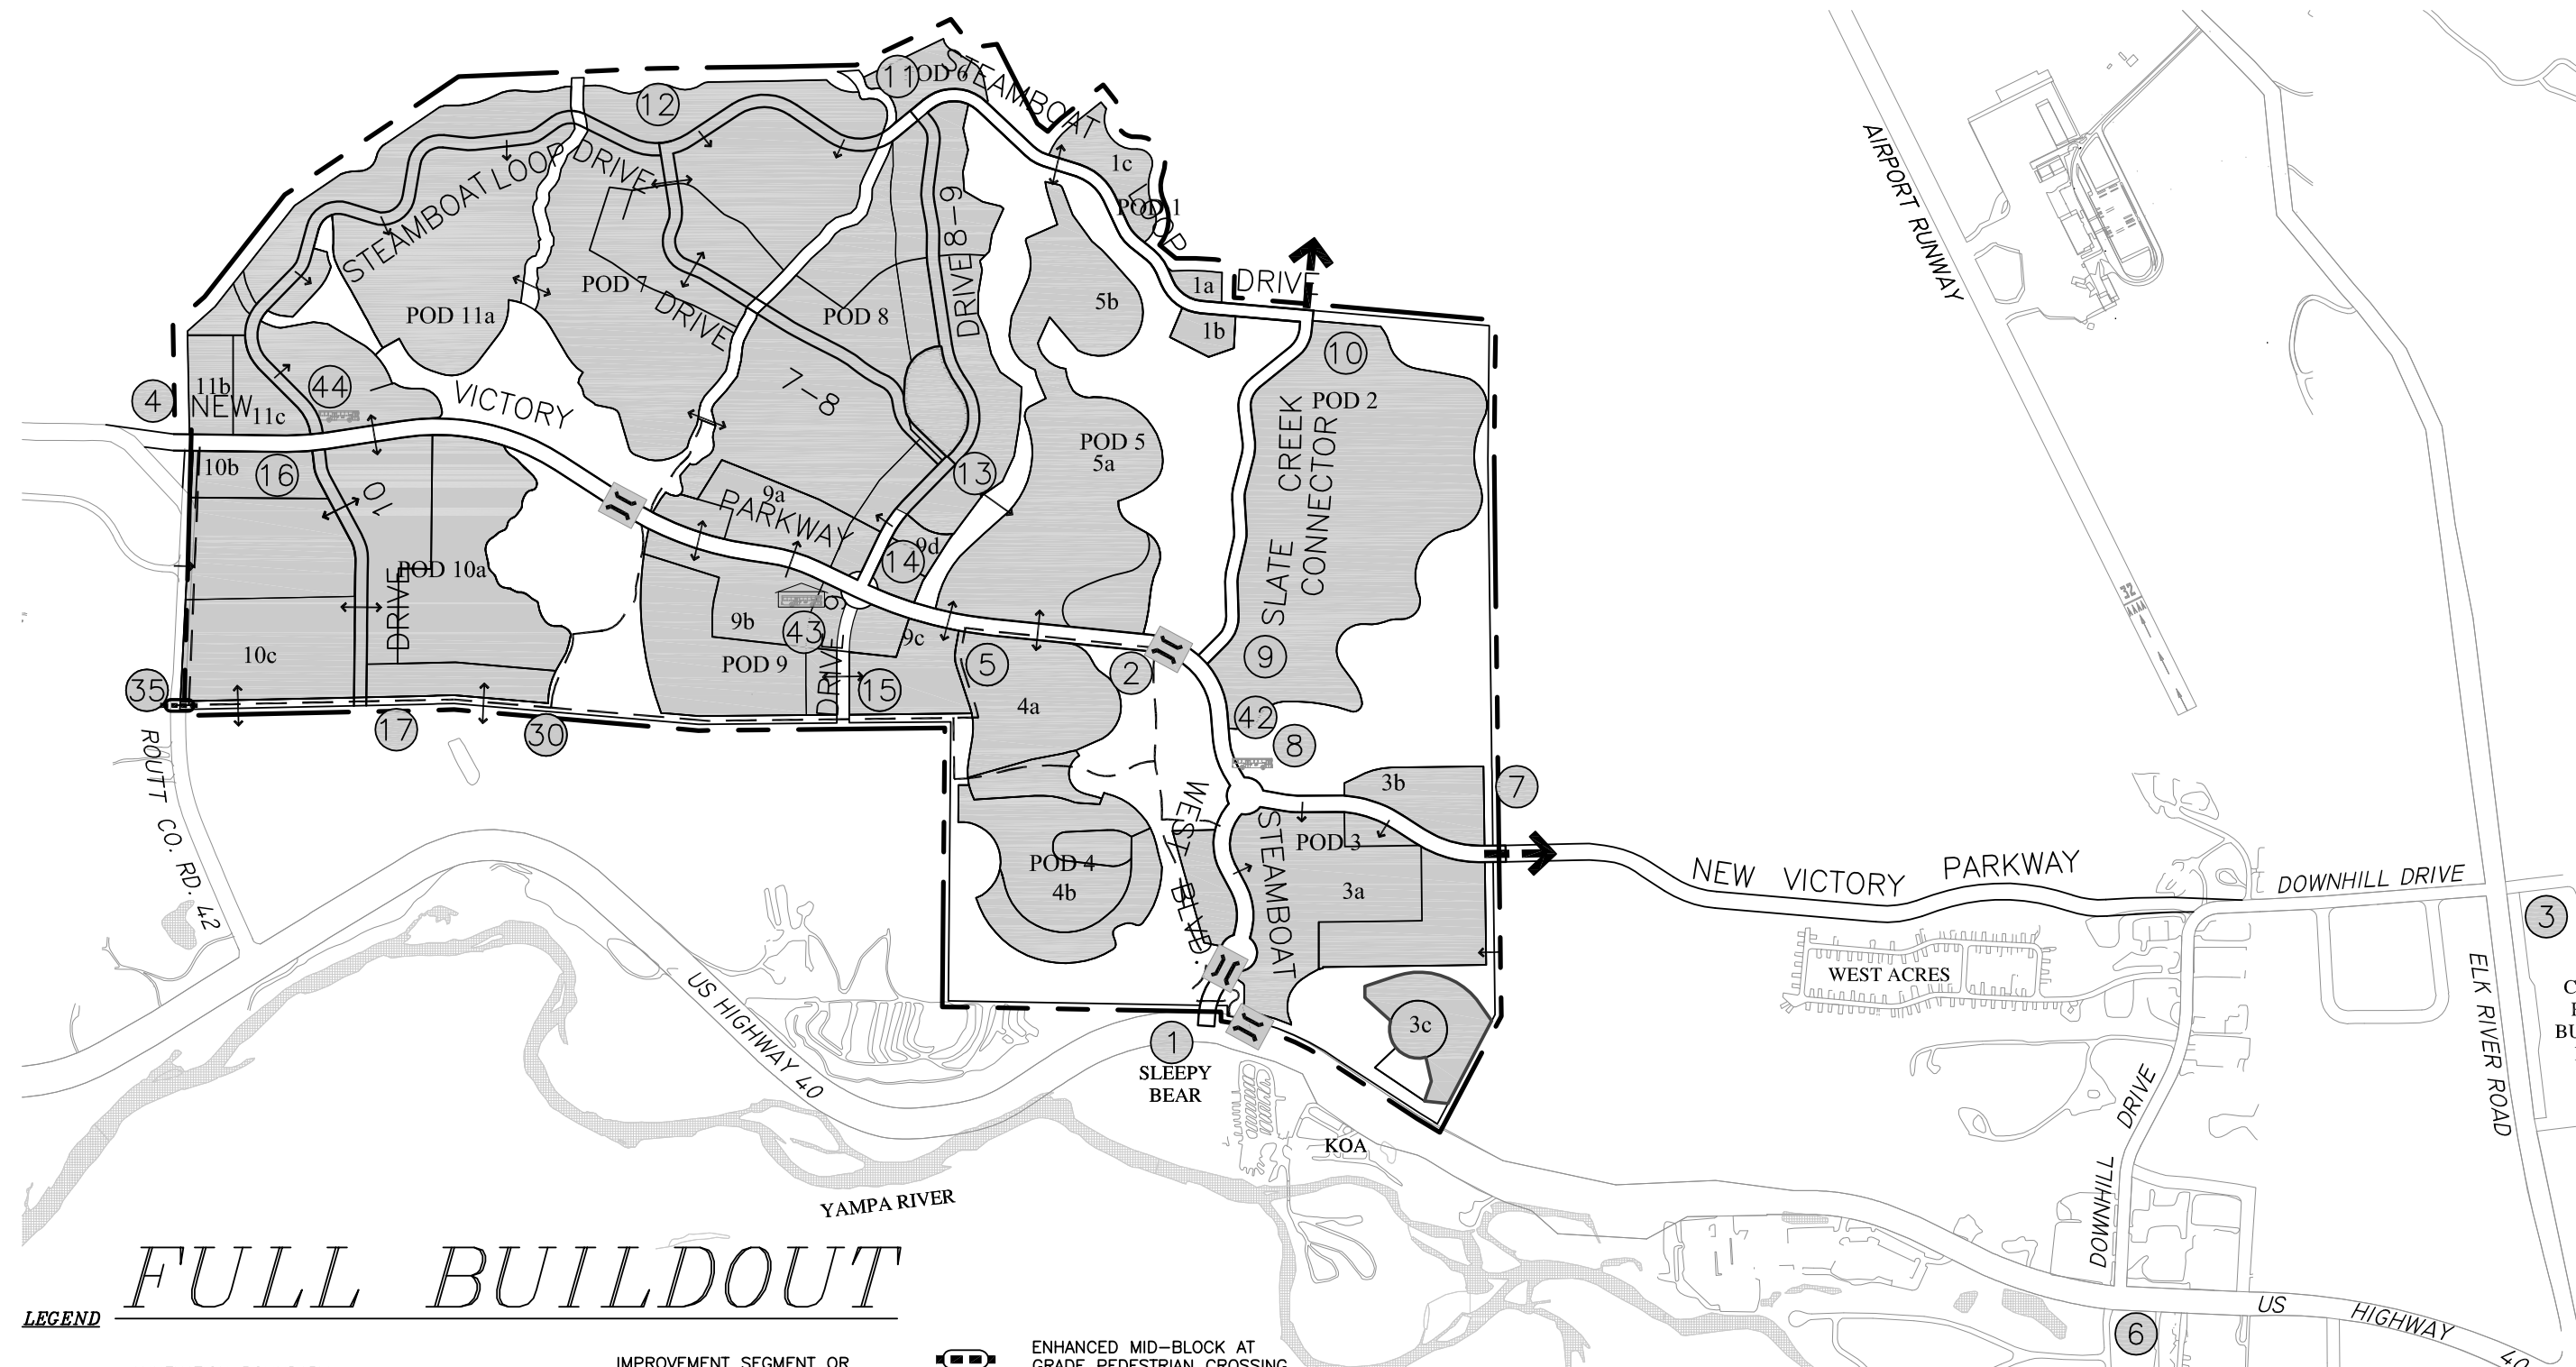 11
POD 6
STEAMBOAT
12
1c
AIRPORT RUNWAY
STEAMBOAT LOOP DRIVE
POD 1
LOOP
DRIVE 8-9
POD 7
DRIVE
7-8
POD 8
POD 11a
5b
1a
DRIVE
1b
10
POD 2
4
11b
NEW
11c
44
VICTORY
10b
16
10
DRIVE
POD 10a
10c
POD 5
5a
13
9a
PARKWAY
9d
14
SLATE CREEK
CONNECTOR
32
9b
43
9c
POD 9
DRIVE 9
15
5
2
9
4a
42
8
35
17
30
ROUTT CO. RD. 42
3b
7
POD 3
3a
WEST BLVD.
STEAMBOAT
POD 4
4b
NEW VICTORY PARKWAY
DOWNHILL DRIVE
3
WEST ACRES
ELK RIVER ROAD
US HIGHWAY 40
3c
1
SLEEPY
BEAR
KOA
DOWNHILL DRIVE
YAMPA RIVER
US HIGHWAY 40
6
FULL BUILDOUT
LEGEND
IMPROVEMENT SEGMENT OR
ENHANCED MID-BLOCK AT
GRADE PEDESTRIAN CROSSING